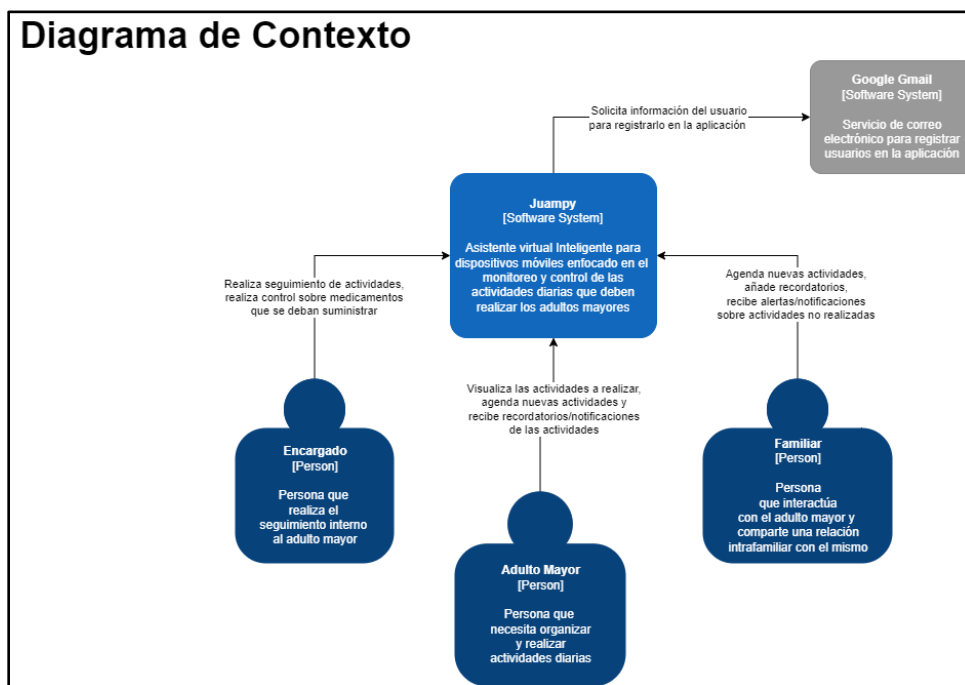 Diagrama de Contexto
Google Gmail
[Software System]
Servicio de correo
electrónico para registrar
usuarios en la aplicación
Solicita información del usuario
para registrarlo en la aplicación
Juampy
[Software System]
Asistente virtual Inteligente para
dispositivos móviles enfocado en el
monitoreo y control de las
actividades diarias que deben
realizar los adultos mayores
Realiza seguimiento de actividades,
realiza control sobre medicamentos
que se deban suministrar
Agenda nuevas actividades,
añade recordatorios,
recibe alertas/notificaciones
sobre actividades no realizadas
Visualiza las actividades a realizar,
agenda nuevas actividades y
recibe recordatorios/notificaciones
de las actividades
Encargado
[Person]
Persona que
realiza el
seguimiento interno
al adulto mayor
Familiar
[Person]
Persona
que interactúa
con el adulto mayor y
comparte una relación
intrafamiliar con el mismo
Adulto Mayor
[Person]
Persona que
necesita organizar
y realizar
actividades diarias